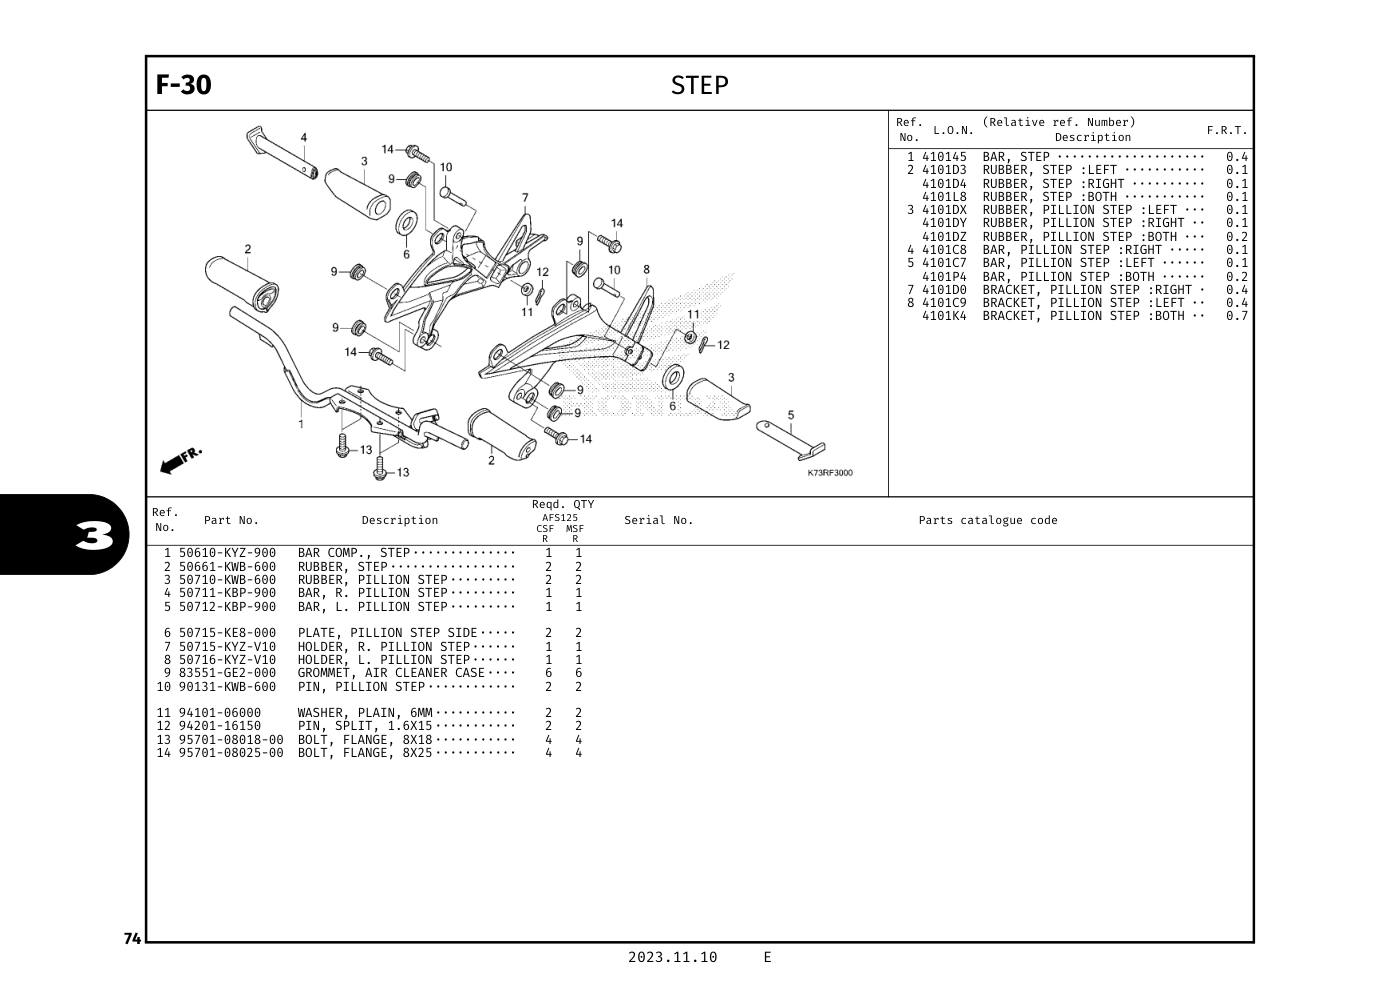 F-30 STEP
4
14
10
3
9
7
14
9
6
2
10
8
12
9
11
11
9
12
14
3
9
6
5
9
1
14
13
2
13
FR.
K73RF3000
Ref. No. L.O.N. (Relative ref. Number) Description F.R.T.
1 410145 BAR, STEP ···················· 0.4
2 4101D3 RUBBER, STEP :LEFT ··········· 0.1
4101D4 RUBBER, STEP :RIGHT ·········· 0.1
4101L8 RUBBER, STEP :BOTH ··········· 0.1
3 4101DX RUBBER, PILLION STEP :LEFT ··· 0.1
4101DY RUBBER, PILLION STEP :RIGHT ·· 0.1
4101DZ RUBBER, PILLION STEP :BOTH ··· 0.2
4 4101C8 BAR, PILLION STEP :RIGHT ····· 0.1
5 4101C7 BAR, PILLION STEP :LEFT ······ 0.1
4101P4 BAR, PILLION STEP :BOTH ······ 0.2
7 4101D0 BRACKET, PILLION STEP :RIGHT · 0.4
8 4101C9 BRACKET, PILLION STEP :LEFT ·· 0.4
4101K4 BRACKET, PILLION STEP :BOTH ·· 0.7
3
Ref. No. Part No. Description Reqd. QTY Serial No. Parts catalogue code
AFS125
CSF MSF
R R
1 50610-KYZ-900 BAR COMP., STEP·············· 1 1
2 50661-KWB-600 RUBBER, STEP················· 2 2
3 50710-KWB-600 RUBBER, PILLION STEP········· 2 2
4 50711-KBP-900 BAR, R. PILLION STEP········· 1 1
5 50712-KBP-900 BAR, L. PILLION STEP········· 1 1
6 50715-KE8-000 PLATE, PILLION STEP SIDE····· 2 2
7 50715-KYZ-V10 HOLDER, R. PILLION STEP······ 1 1
8 50716-KYZ-V10 HOLDER, L. PILLION STEP······ 1 1
9 83551-GE2-000 GROMMET, AIR CLEANER CASE···· 6 6
10 90131-KWB-600 PIN, PILLION STEP············ 2 2
11 94101-06000 WASHER, PLAIN, 6MM··········· 2 2
12 94201-16150 PIN, SPLIT, 1.6X15··········· 2 2
13 95701-08018-00 BOLT, FLANGE, 8X18··········· 4 4
14 95701-08025-00 BOLT, FLANGE, 8X25··········· 4 4
74
2023.11.10 E